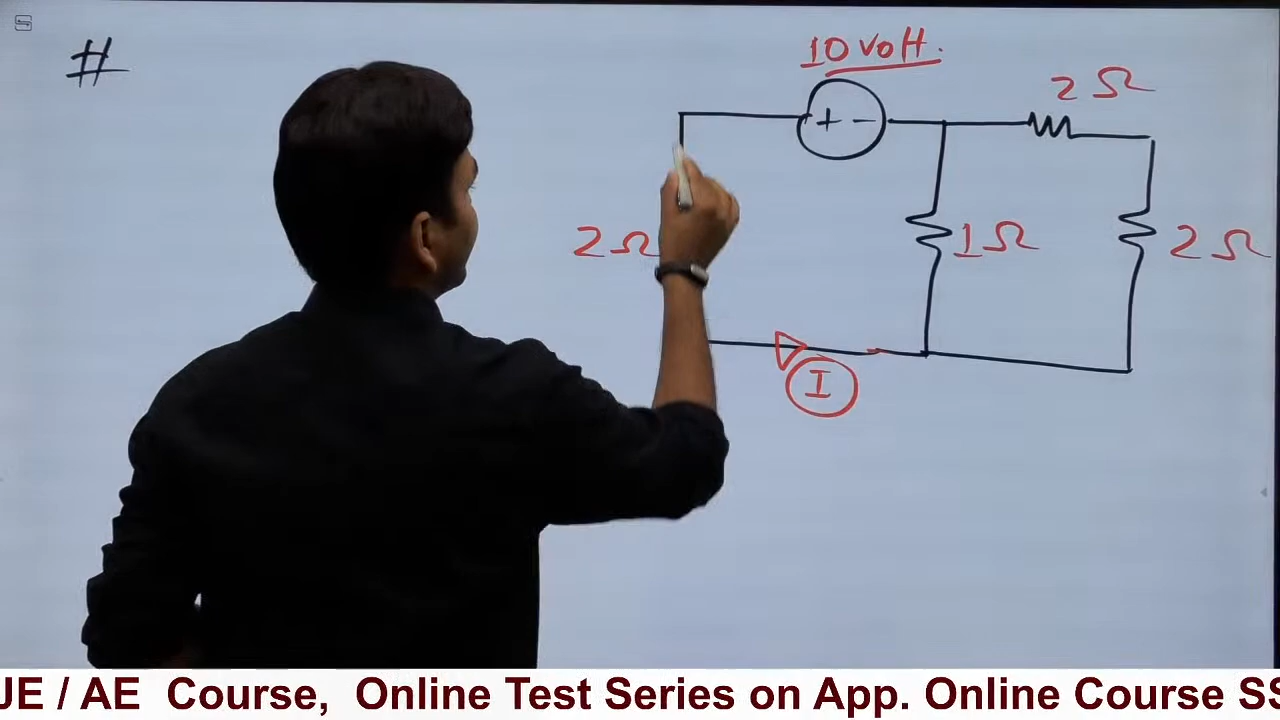 #
10 Volt.
2 Ω
+ -
2 Ω
1 Ω
2 Ω
I
JE / AE Course, Online Test Series on App. Online Course SS